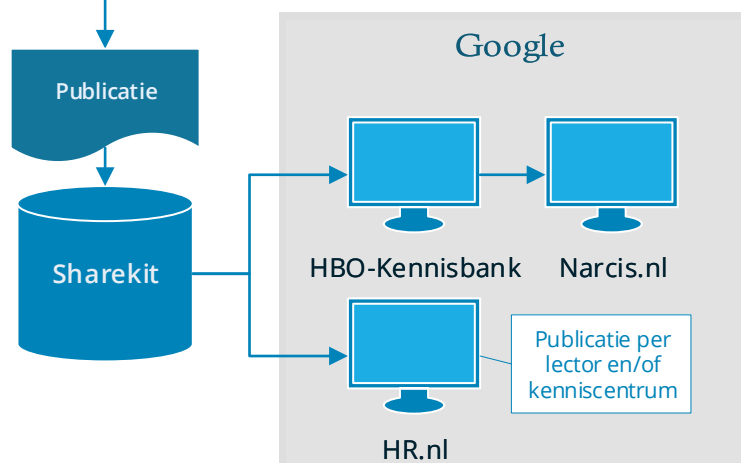 Google
Publicatie
Sharekit
HBO-Kennisbank
Narcis.nl
Publicatie per
lector en/of
kenniscentrum
HR.nl